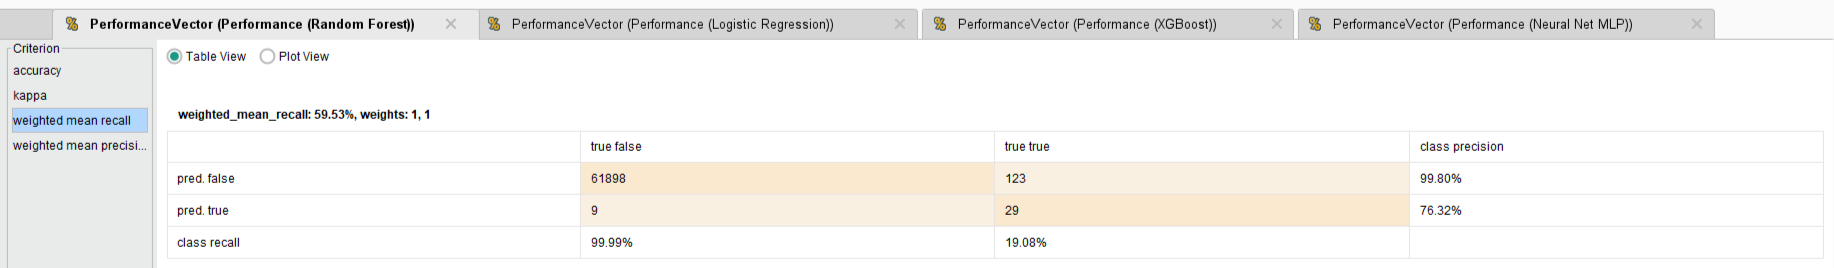 PerformanceVector (Performance (Random Forest))
PerformanceVector (Performance (Logistic Regression))
PerformanceVector (Performance (XGBoost))
PerformanceVector (Performance (Neural Net MLP))
Criterion
accuracy
kappa
weighted mean recall
weighted mean precisi...
Table View Plot View
weighted_mean_recall: 59.53%, weights: 1, 1
true false true true class precision
pred. false 61898 123 99.80%
pred. true 9 29 76.32%
class recall 99.99% 19.08%